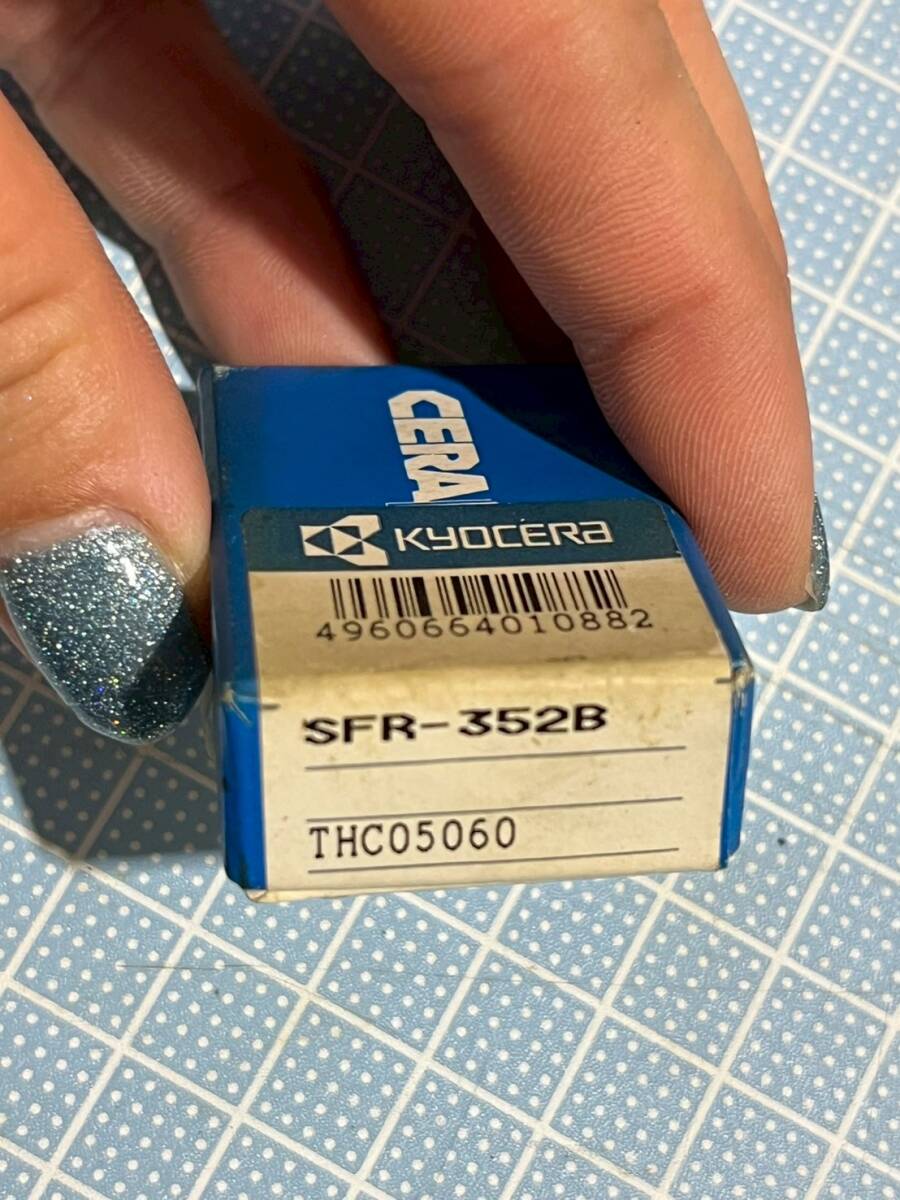 CERA
KYOCERA
4960664010882
SFR-352B
THC05060